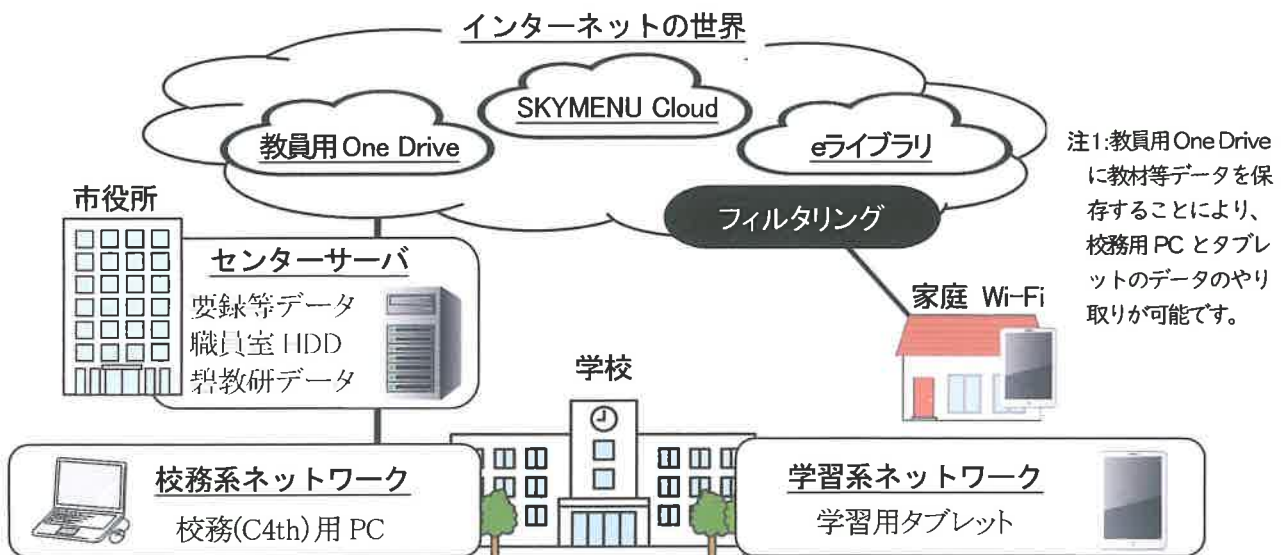 インターネットの世界
SKYMENU Cloud
教員用 One Drive
eライブラリ
注1:教員用 One Drive
に教材等データを保
存することにより、
校務用 PC とタブレ
ットのデータのやり
取りが可能です。
市役所
フィルタリング
センターサーバ
要録等データ
職員室 HDD
碧教研データ
家庭 Wi-Fi
学校
校務系ネットワーク
校務(C4th)用 PC
学習系ネットワーク
学習用タブレット